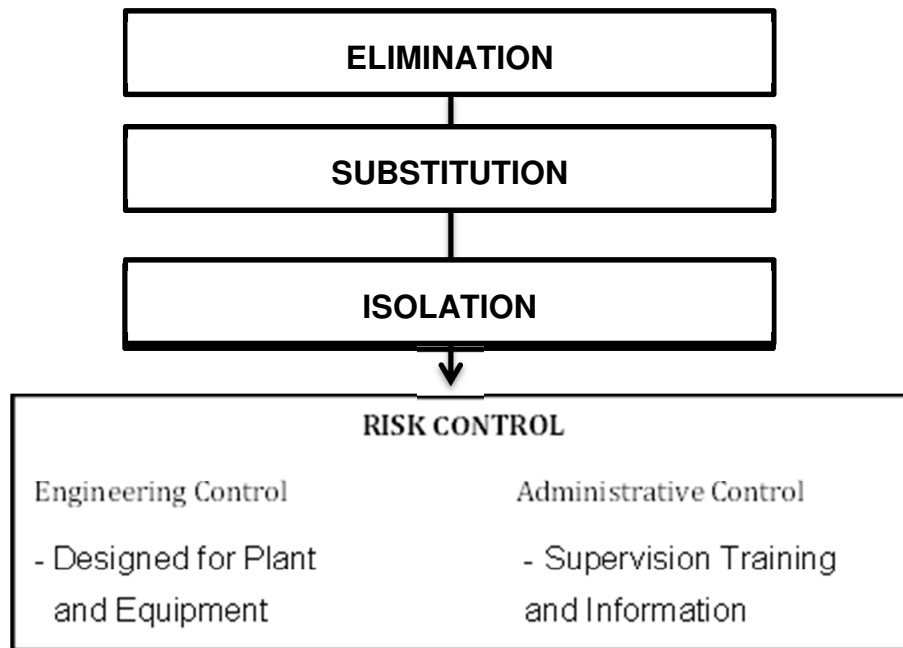 ELIMINATION
SUBSTITUTION
ISOLATION
RISK CONTROL
Engineering Control
- Designed for Plant
and Equipment
Administrative Control
- Supervision Training
and Information